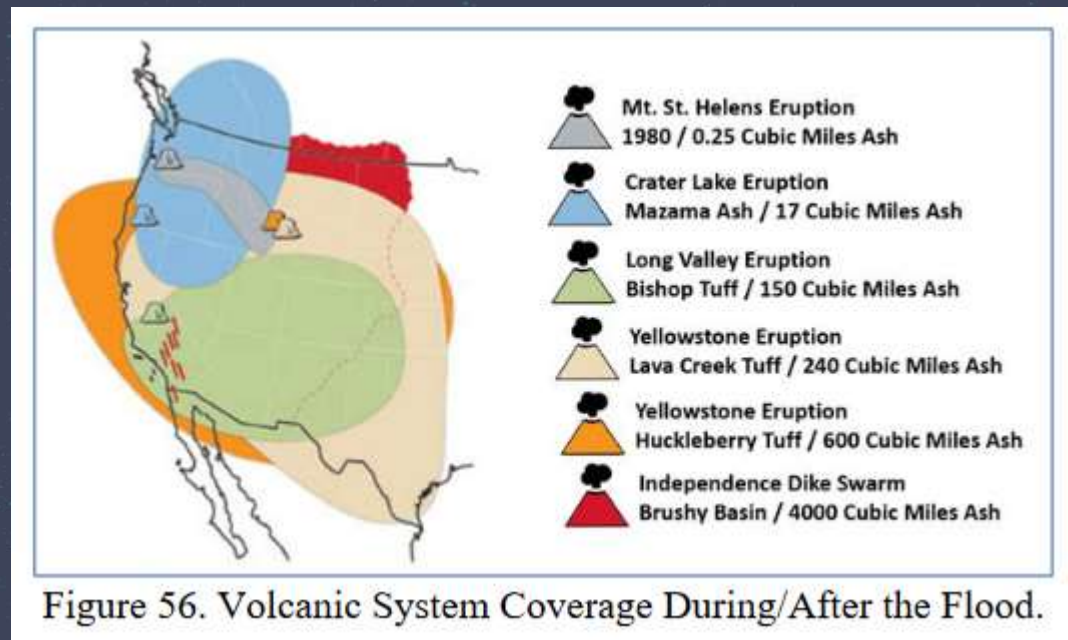 Mt. St. Helens Eruption
1980 / 0.25 Cubic Miles Ash
Crater Lake Eruption
Mazama Ash / 17 Cubic Miles Ash
Long Valley Eruption
Bishop Tuff / 150 Cubic Miles Ash
Yellowstone Eruption
Lava Creek Tuff / 240 Cubic Miles Ash
Yellowstone Eruption
Huckleberry Tuff / 600 Cubic Miles Ash
Independence Dike Swarm
Brushy Basin / 4000 Cubic Miles Ash
Figure 56. Volcanic System Coverage During/After the Flood.